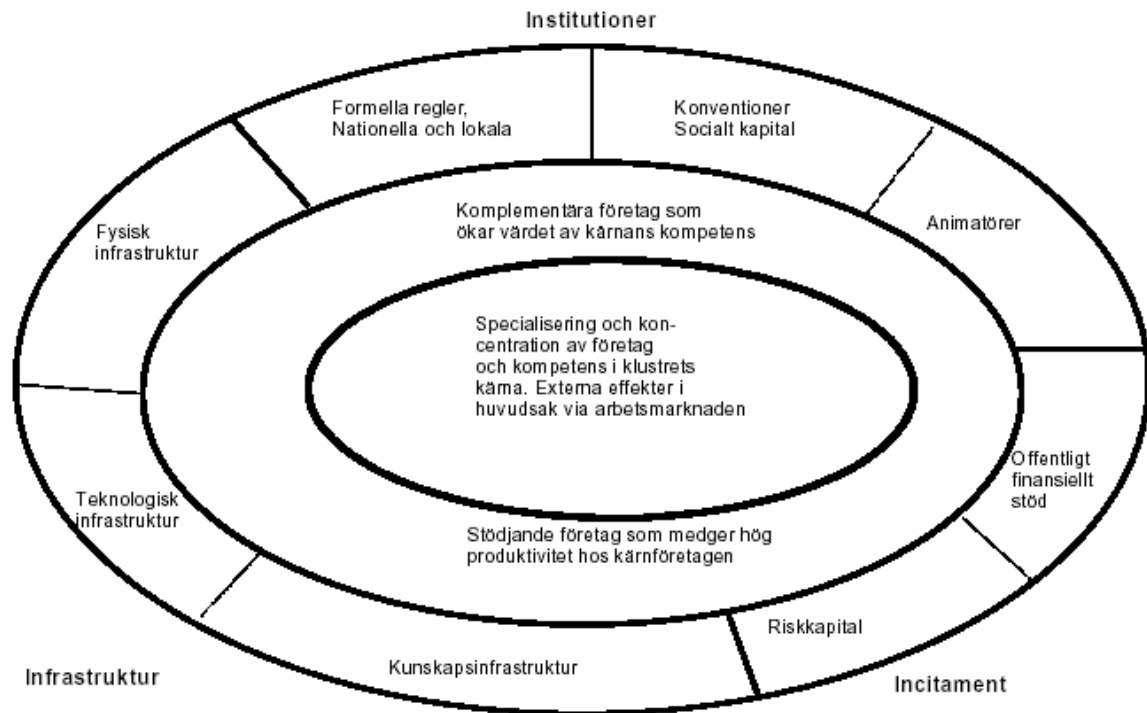 Institutioner
Formella regler,
Nationella och lokala
Konventioner
Socialt kapital
Fysisk
infrastruktur
Komplementära företag som
ökar värdet av kärnans kompetens
Animatörer
Specialisering och kon-
centration av företag
och kompetens i klustrets
kärna. Externa effekter i
huvudsak via arbetsmarknaden
Teknologisk
infrastruktur
Offentligt
finansiellt
stöd
Stödjande företag som medger hög
produktivitet hos kärnföretagen
Riskkapital
Kunskapsinfrastruktur
Infrastruktur
Incitament